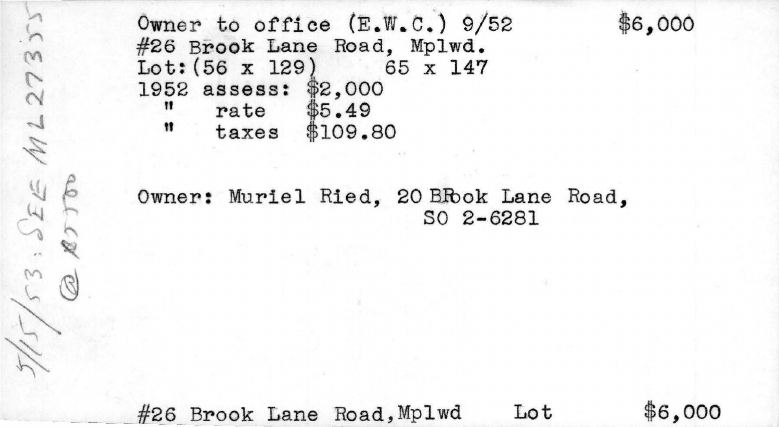 Owner to office (E.W.C.) 9/52 $6,000
#26 Brook Lane Road, Mplwd.
Lot: (56 x 129) 65 x 147
1952 assess: $2,000
" rate $5.49
" taxes $109.80
Owner: Muriel Ried, 20 BRook Lane Road,
SO 2-6281
#26 Brook Lane Road, Mplwd Lot $6,000
5/15/53: SEE ML27355
@ $5500